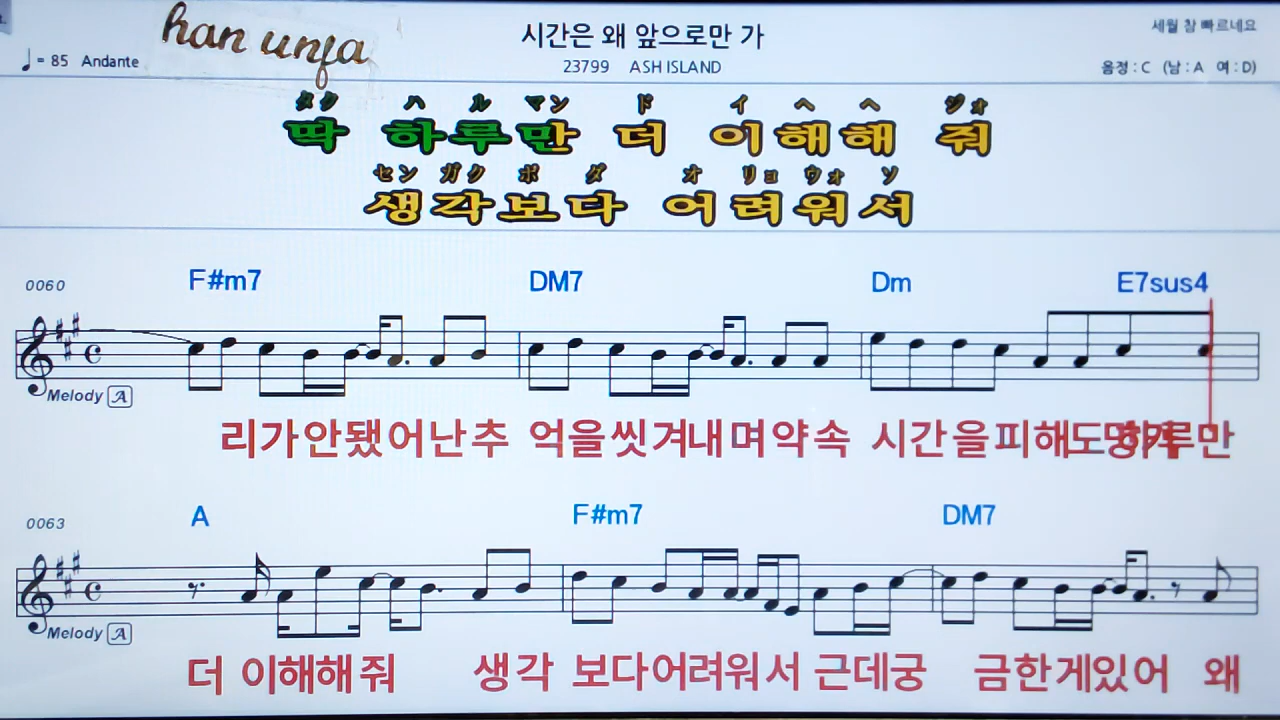 han unfa
시간은 왜 앞으로만 가
세월 참 빠르네요
♩= 85 Andante
23799 ASH ISLAND
음정 : C (남 : A 여 : D)
タク ハ ル マン ド イ ヘ ヘ ジォ
딱 하루만 더 이해해 줘
セン ガク ポ ダ オ リョ ウォ ソ
생각보다 어려워서
0060 F#m7 DM7 Dm E7sus4
Melody A
리가안됐어난추 억을씻겨내며약속 시간을피해도 하루만
0063 A F#m7 DM7
Melody A
더 이해해줘 생각 보다어려워서 근데궁 금한게있어 왜